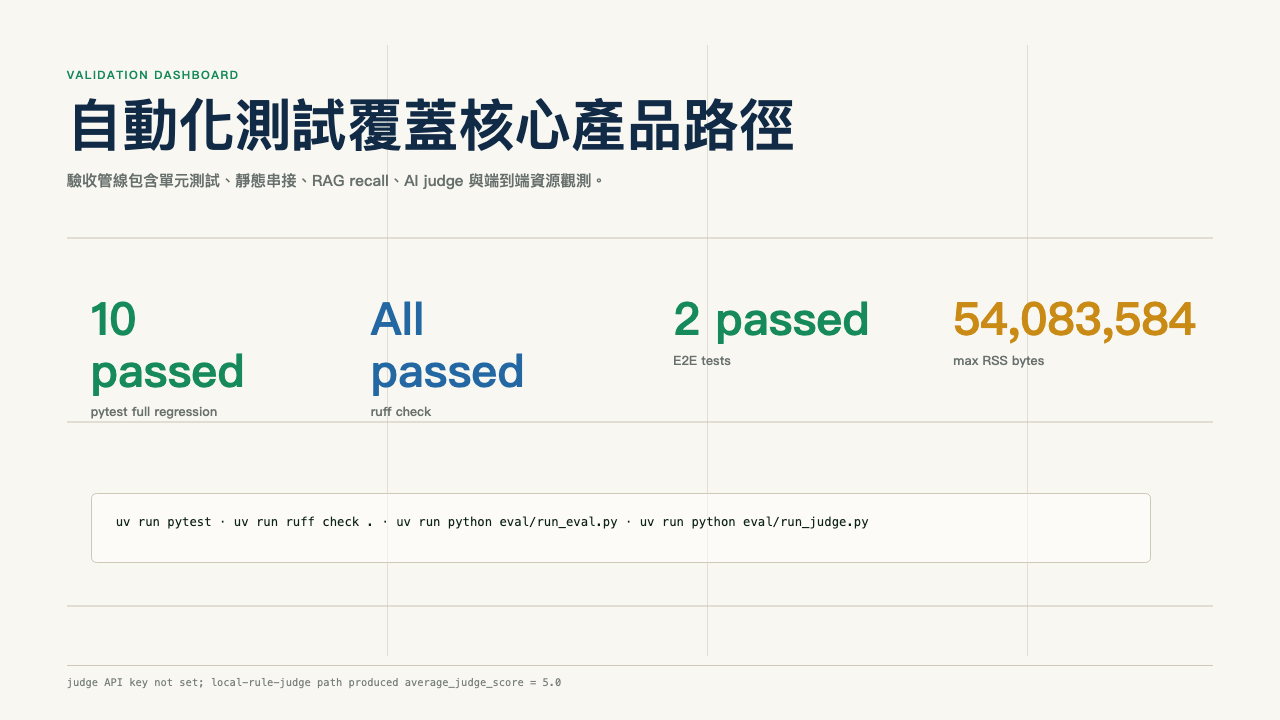 VALIDATION DASHBOARD
自動化測試覆蓋核心產品路徑
驗收管線包含單元測試、靜態串接、RAG recall、AI judge 與端到端資源觀測。
10
passed
pytest full regression
All
passed
ruff check
2 passed
E2E tests
54,083,584
max RSS bytes
uv run pytest · uv run ruff check . · uv run python eval/run_eval.py · uv run python eval/run_judge.py
judge API key not set; local-rule-judge path produced average_judge_score = 5.0